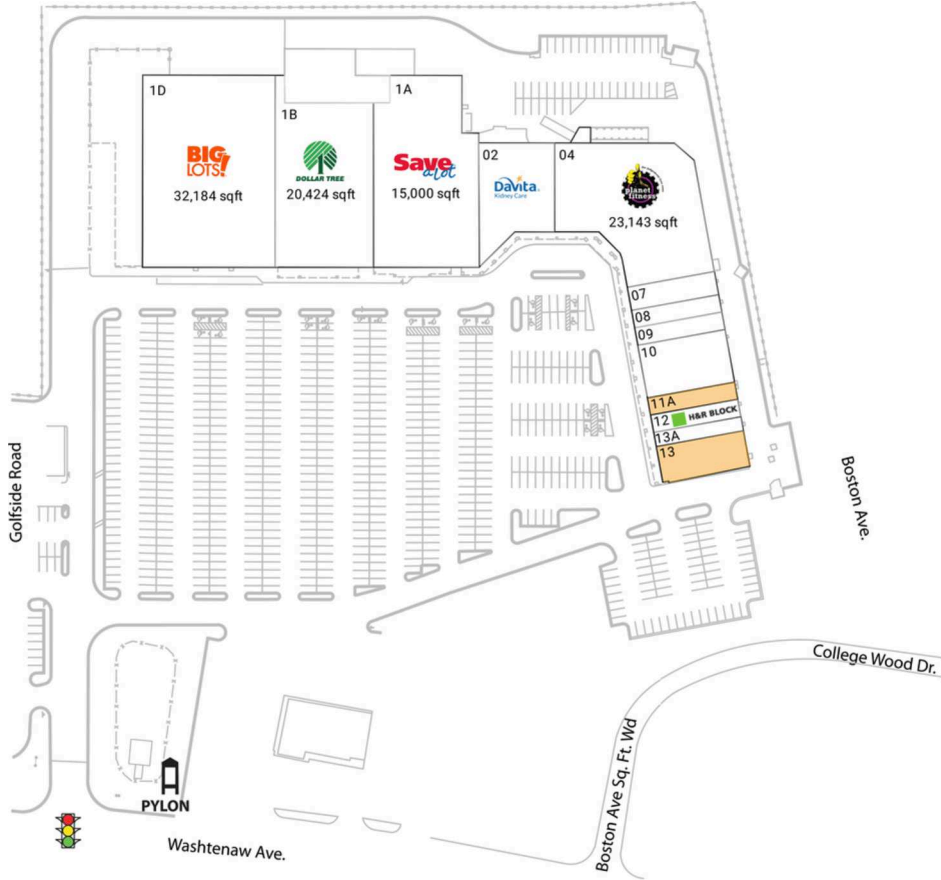 1D
BIG
LOTS!
32,184 sqft
1B
DOLLAR TREE
20,424 sqft
1A
Save
a lot
15,000 sqft
02
DaVita.
Kidney Care
04
planet
fitness
23,143 sqft
07
08
09
10
11A
12 H&R BLOCK
13A
13
Golfside Road
Boston Ave.
College Wood Dr.
Boston Ave Sq. Ft. Wd
PYLON
Washtenaw Ave.